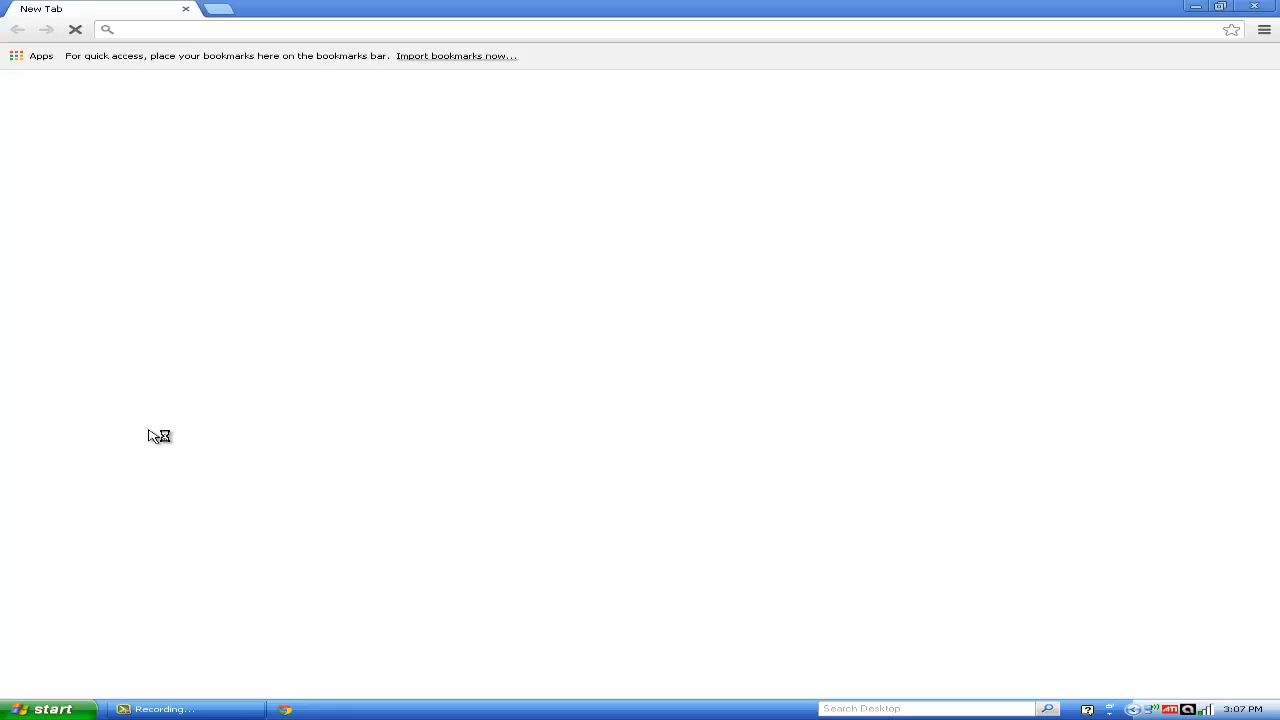 New Tab
Apps For quick access, place your bookmarks here on the bookmarks bar. Import bookmarks now...
start Recording... Search Desktop ATI 3:07 PM